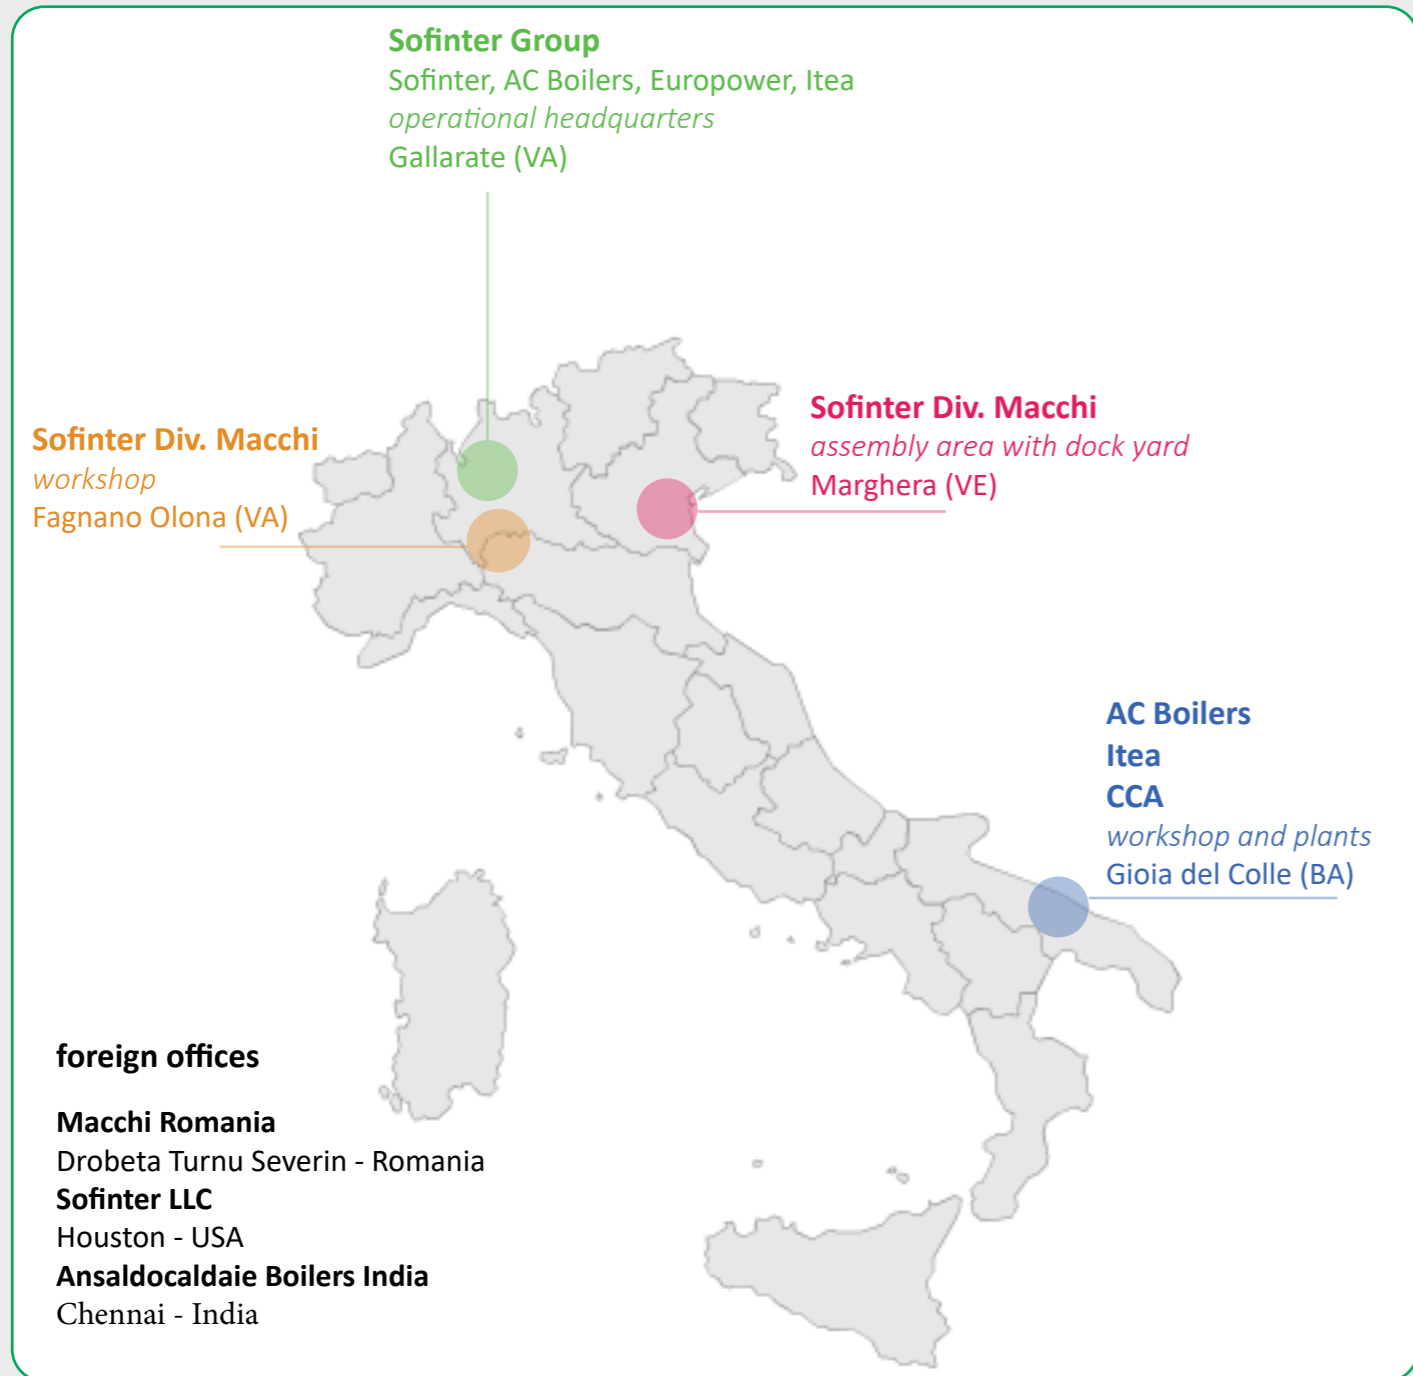 Sofinter Group
Sofinter, AC Boilers, Europower, Itea
operational headquarters
Gallarate (VA)
Sofinter Div. Macchi
workshop
Fagnano Olona (VA)
Sofinter Div. Macchi
assembly area with dock yard
Marghera (VE)
AC Boilers
Itea
CCA
workshop and plants
Gioia del Colle (BA)
foreign offices
Macchi Romania
Drobeta Turnu Severin - Romania
Sofinter LLC
Houston - USA
Ansaldocaldaie Boilers India
Chennai - India